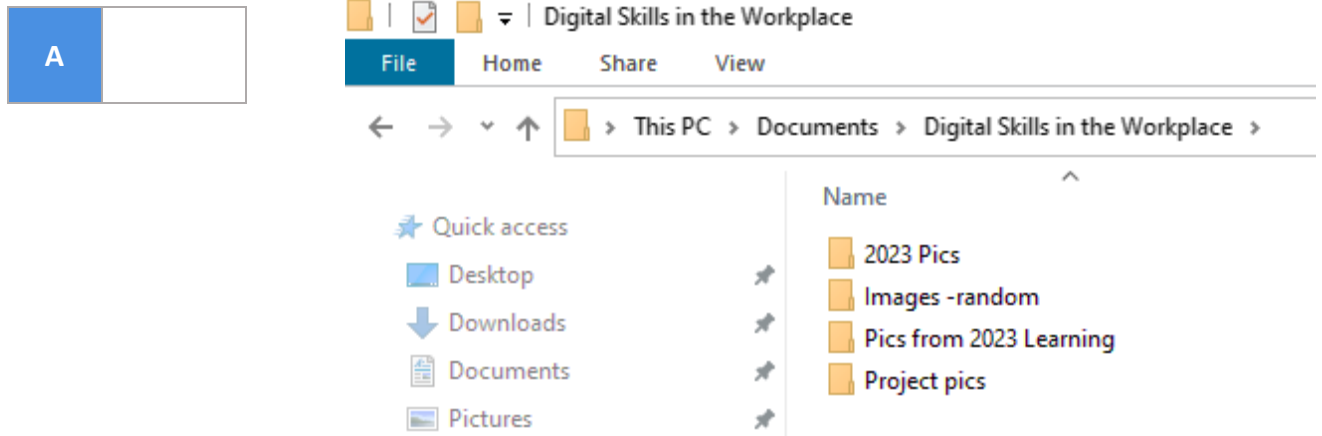 A
Digital Skills in the Workplace
File Home Share View
This PC > Documents > Digital Skills in the Workplace >
Name
Quick access
Desktop
Downloads
Documents
Pictures
2023 Pics
Images -random
Pics from 2023 Learning
Project pics